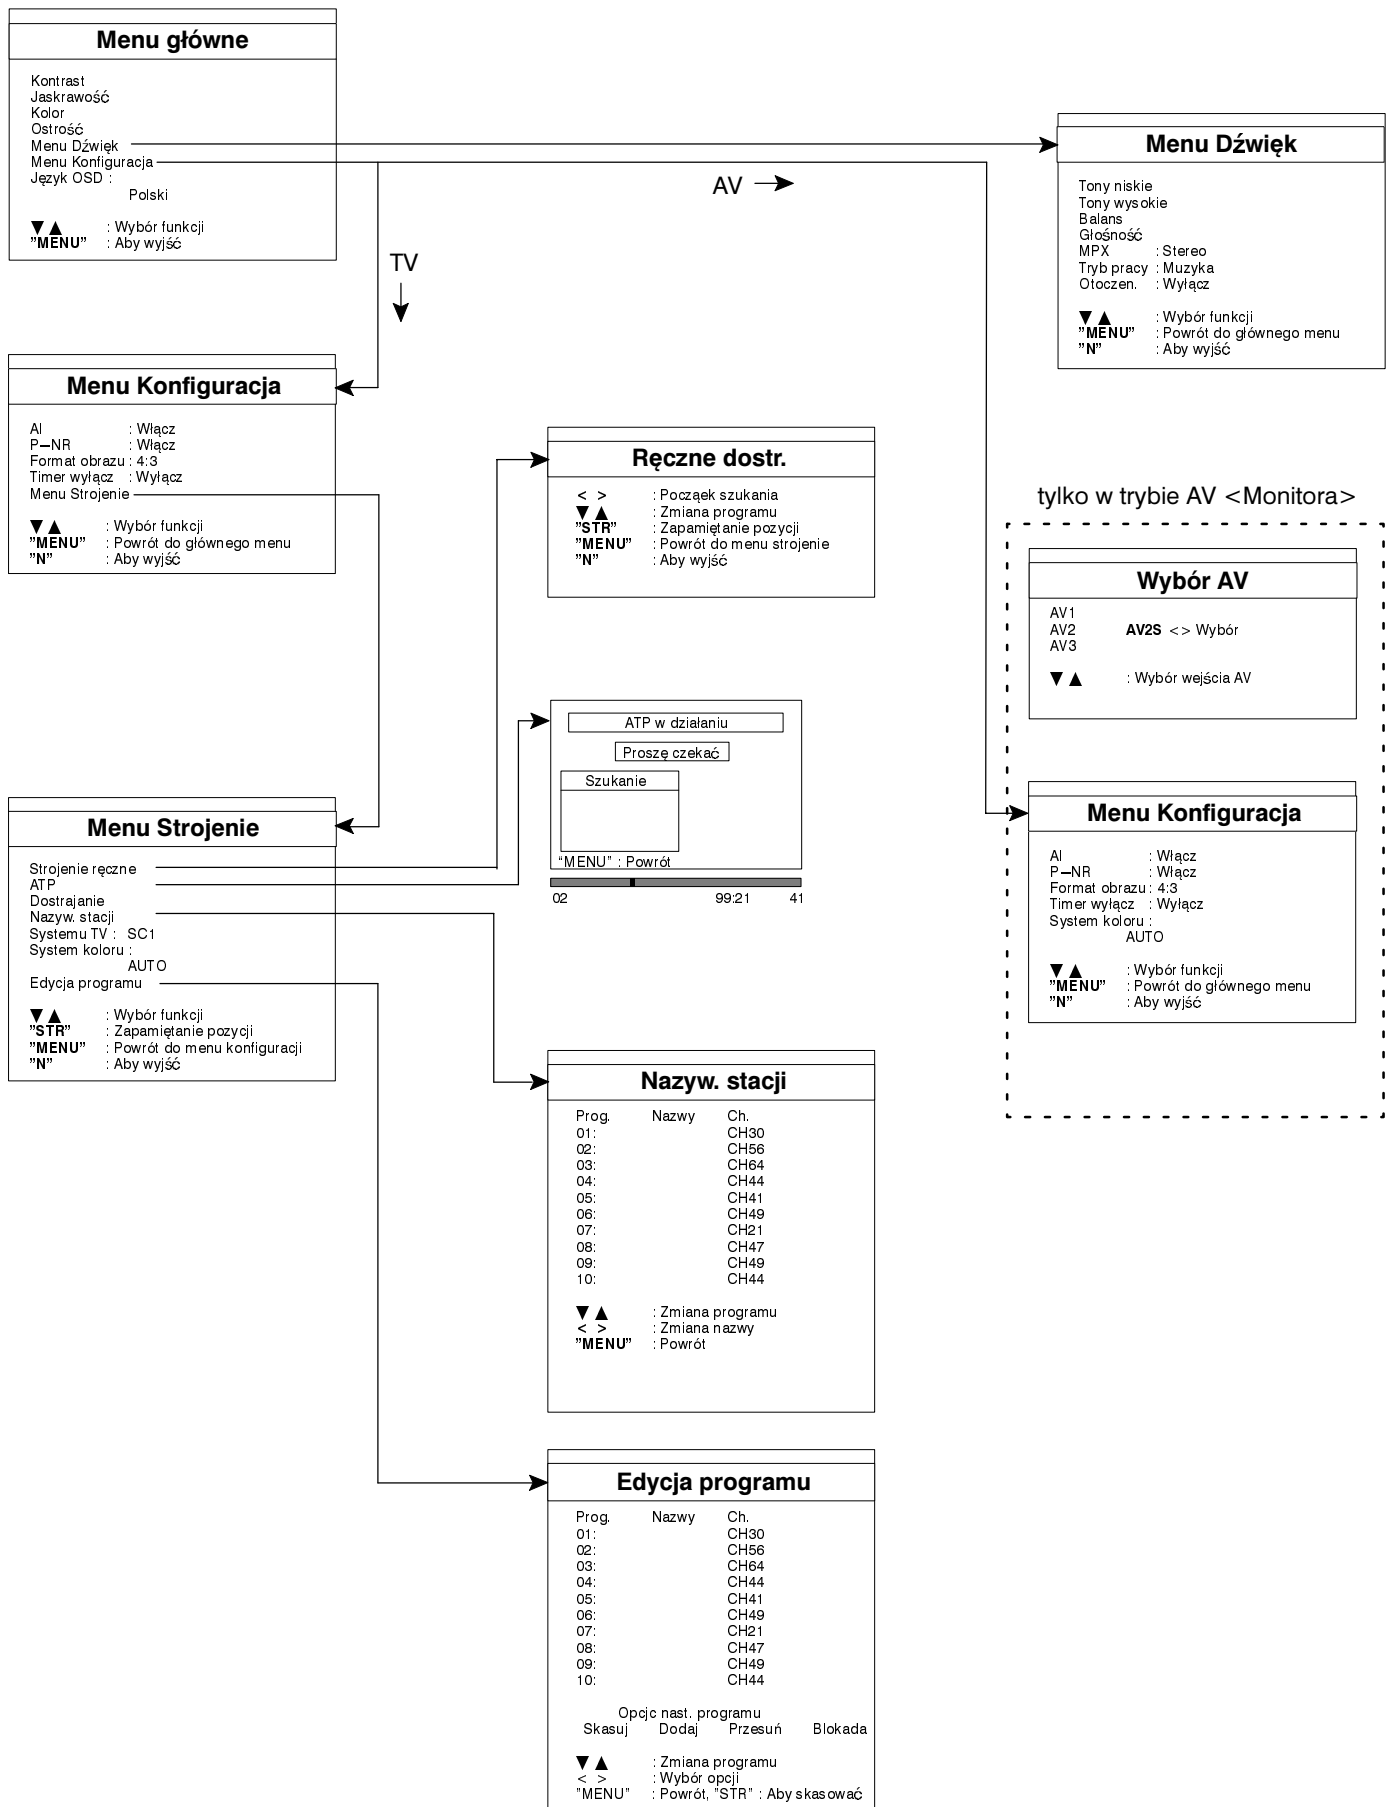 Menu główne
Kontrast
Jaskrawość
Kolor
Ostrość
Menu Dźwięk
Menu Konfiguracja
Język OSD :
Polski
▼ ▲ : Wybór funkcji
”MENU” : Aby wyjść
AV
TV
Menu Dźwięk
Tony niskie
Tony wysokie
Balans
Głośność
MPX : Stereo
Tryb pracy : Muzyka
Otoczen. : Wyłącz
▼ ▲ : Wybór funkcji
”MENU” : Powrót do głównego menu
”N” : Aby wyjść
Menu Konfiguracja
AI : Włącz
P–NR : Włącz
Format obrazu : 4:3
Timer wyłącz : Wyłącz
Menu Strojenie
▼ ▲ : Wybór funkcji
”MENU” : Powrót do głównego menu
”N” : Aby wyjść
Ręczne dostr.
< > : Począek szukania
▼ ▲ : Zmiana programu
”STR” : Zapamiętanie pozycji
”MENU” : Powrót do menu strojenie
”N” : Aby wyjść
tylko w trybie AV <Monitora>
Wybór AV
AV1
AV2 AV2S <> Wybór
AV3
▼ ▲ : Wybór wejścia AV
ATP w działaniu
Proszę czekać
Szukanie
“MENU” : Powrót
02 99:21 41
Menu Konfiguracja
AI : Włącz
P–NR : Włącz
Format obrazu : 4:3
Timer wyłącz : Wyłącz
System koloru :
AUTO
▼ ▲ : Wybór funkcji
”MENU” : Powrót do głównego menu
”N” : Aby wyjść
Menu Strojenie
Strojenie ręczne
ATP
Dostrajanie
Nazyw. stacji
Systemu TV : SC1
System koloru :
AUTO
Edycja programu
▼ ▲ : Wybór funkcji
”STR” : Zapamiętanie pozycji
”MENU” : Powrót do menu konfiguracji
”N” : Aby wyjść
Nazyw. stacji
Prog. Nazwy Ch.
01: CH30
02: CH56
03: CH64
04: CH44
05: CH41
06: CH49
07: CH21
08: CH47
09: CH49
10: CH44
▼ ▲ : Zmiana programu
< > : Zmiana nazwy
”MENU” : Powrót
Edycja programu
Prog. Nazwy Ch.
01: CH30
02: CH56
03: CH64
04: CH44
05: CH41
06: CH49
07: CH21
08: CH47
09: CH49
10: CH44
Opcjc nast. programu
Skasuj Dodaj Przesuń Blokada
▼ ▲ : Zmiana programu
< > : Wybór opcji
”MENU” : Powrót, ”STR” : Aby skasować